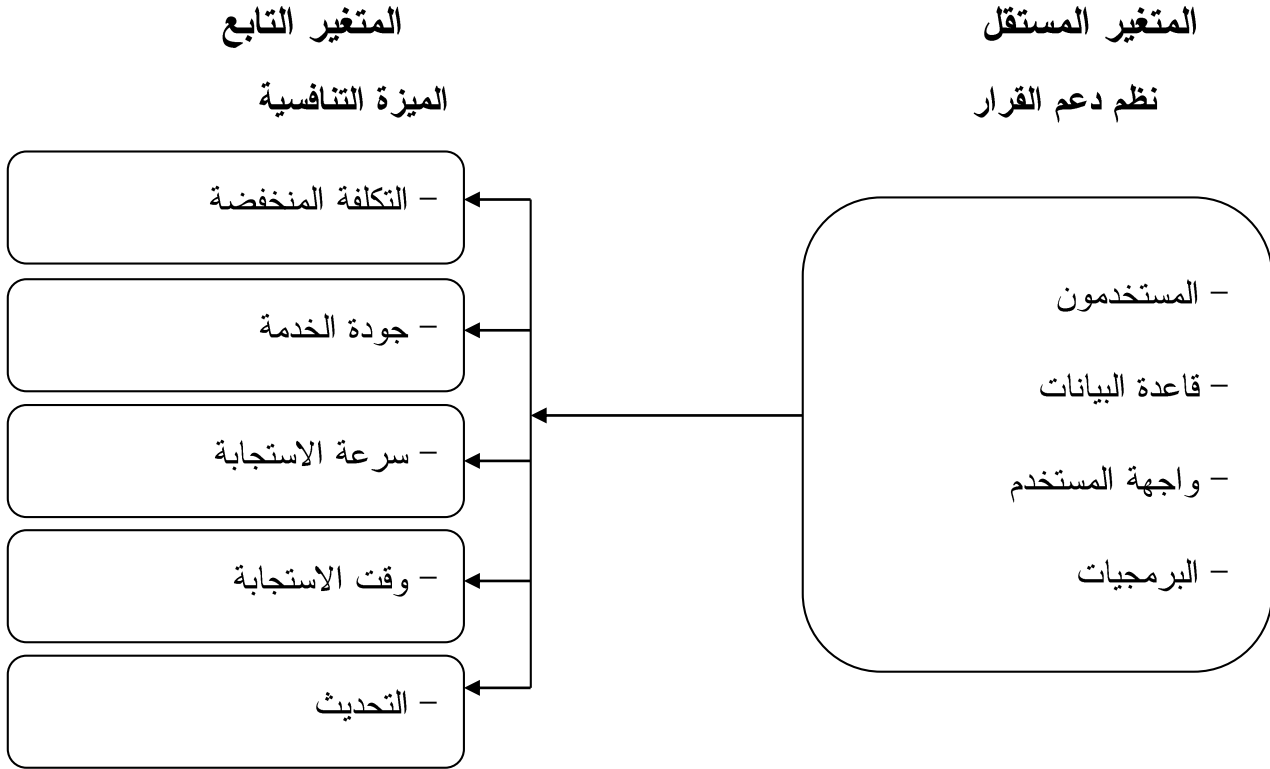 المتغير المستقل
نظم دعم القرار
- المستخدمون
- قاعدة البيانات
- واجهة المستخدم
- البرمجيات
المتغير التابع
الميزة التنافسية
- التكلفة المنخفضة
- جودة الخدمة
- سرعة الاستجابة
- وقت الاستجابة
- التحديث